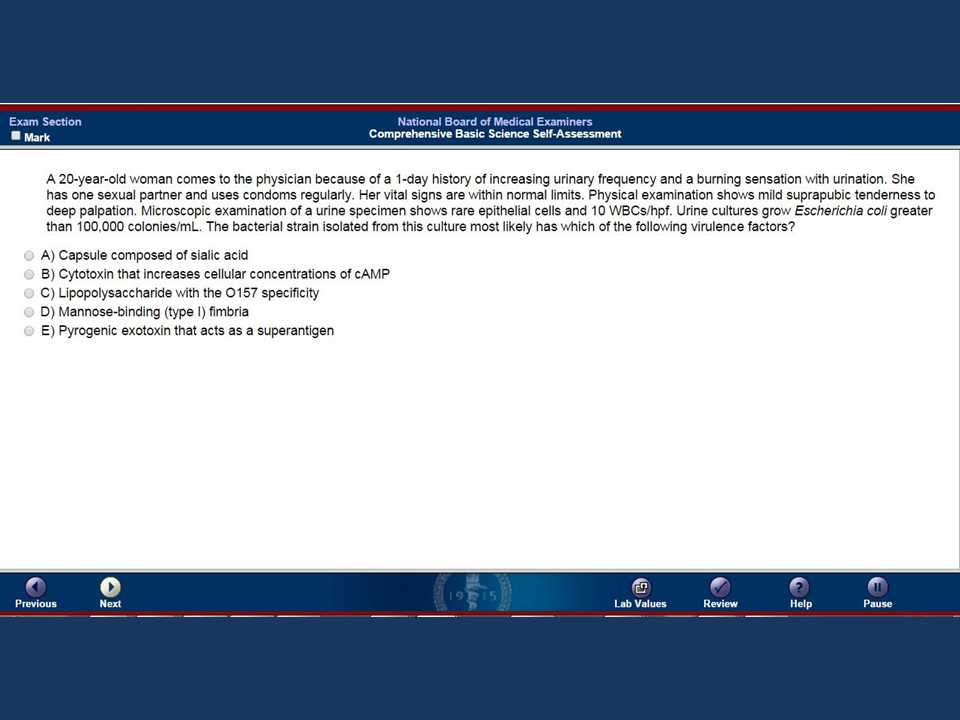 Exam Section
Mark
National Board of Medical Examiners
Comprehensive Basic Science Self-Assessment
A 20-year-old woman comes to the physician because of a 1-day history of increasing urinary frequency and a burning sensation with urination. She
has one sexual partner and uses condoms regularly. Her vital signs are within normal limits. Physical examination shows mild suprapubic tenderness to
deep palpation. Microscopic examination of a urine specimen shows rare epithelial cells and 10 WBCs/hpf. Urine cultures grow Escherichia coli greater
than 100,000 colonies/mL. The bacterial strain isolated from this culture most likely has which of the following virulence factors?
A) Capsule composed of sialic acid
B) Cytotoxin that increases cellular concentrations of cAMP
C) Lipopolysaccharide with the O157 specificity
D) Mannose-binding (type I) fimbria
E) Pyrogenic exotoxin that acts as a superantigen
Previous
Next
1915
Lab Values
Review
Help
Pause